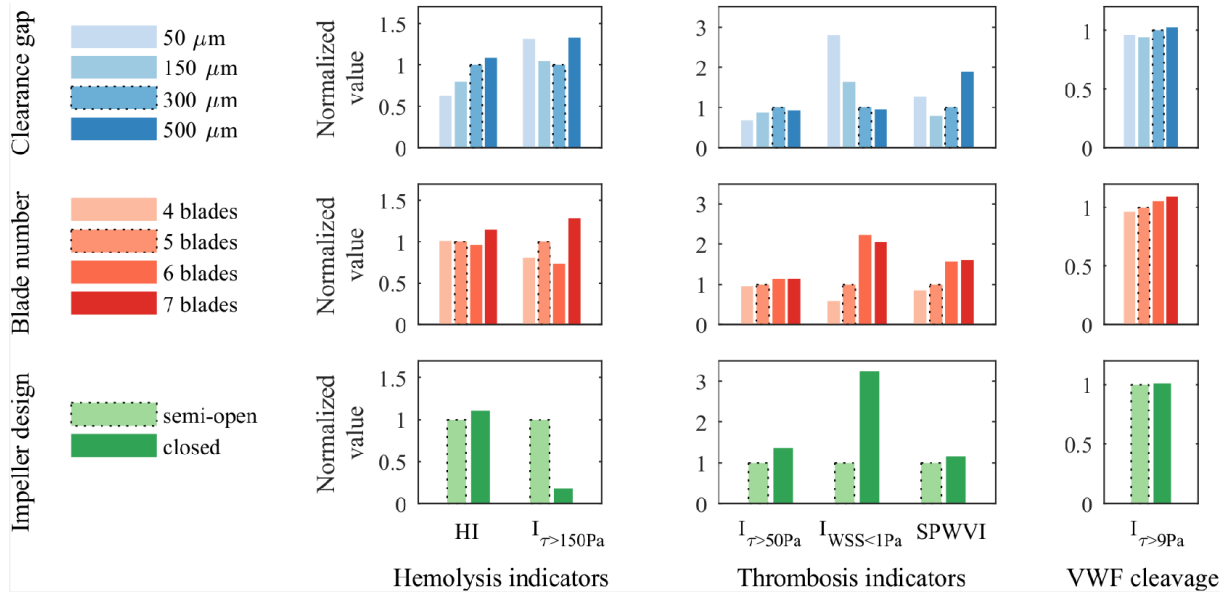 Clearance gap
50 μm
150 μm
300 μm
500 μm
Normalized
value
1.5
1
0.5
0
3
2
1
0
1
0.5
0
Blade number
4 blades
5 blades
6 blades
7 blades
Normalized
value
1.5
1
0.5
0
3
2
1
0
1
0.5
0
Impeller design
semi-open
closed
Normalized
value
1.5
1
0.5
0
3
2
1
0
1
0.5
0
HI I τ>150Pa I τ>50Pa I WSS<1Pa SPWVI I τ>9Pa
Hemolysis indicators Thrombosis indicators VWF cleavage